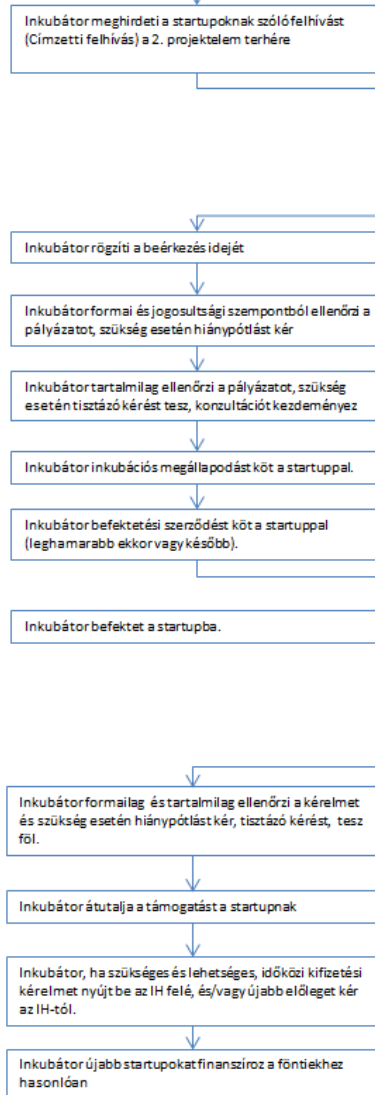 Inkubátor meghirdeti a startupoknak szóló felhívást
(Címzetti felhívás) a 2. projektelem terhére
Inkubátor rögzíti a beérkezés idejét
Inkubátor formai és jogosultsági szempontból ellenőrzi a
pályázatot, szükség esetén hiánypótlást kér
Inkubátor tartalmilag ellenőrzi a pályázatot, szükség
esetén tisztázó kérést tesz, konzultációt kezdeményez
Inkubátor inkubációs megállapodást köt a startuppal.
Inkubátor befektetési szerződést köt a startuppal
(leghamarabb ekkor vagy később).
Inkubátor befektet a startupba.
Inkubátor formailag és tartalmilag ellenőrzi a kérelmet
és szükség esetén hiánypótlást kér, tisztázó kérést, tesz
föl.
Inkubátor átutalja a támogatást a startupnak
Inkubátor, ha szükséges és lehetséges, időközi kifizetési
kérelmet nyújt be az IH felé, és/vagy újabb előleget kér
az IH-tól.
Inkubátor újabb startupokat finanszíroz a föntiekhez
hasonlóan